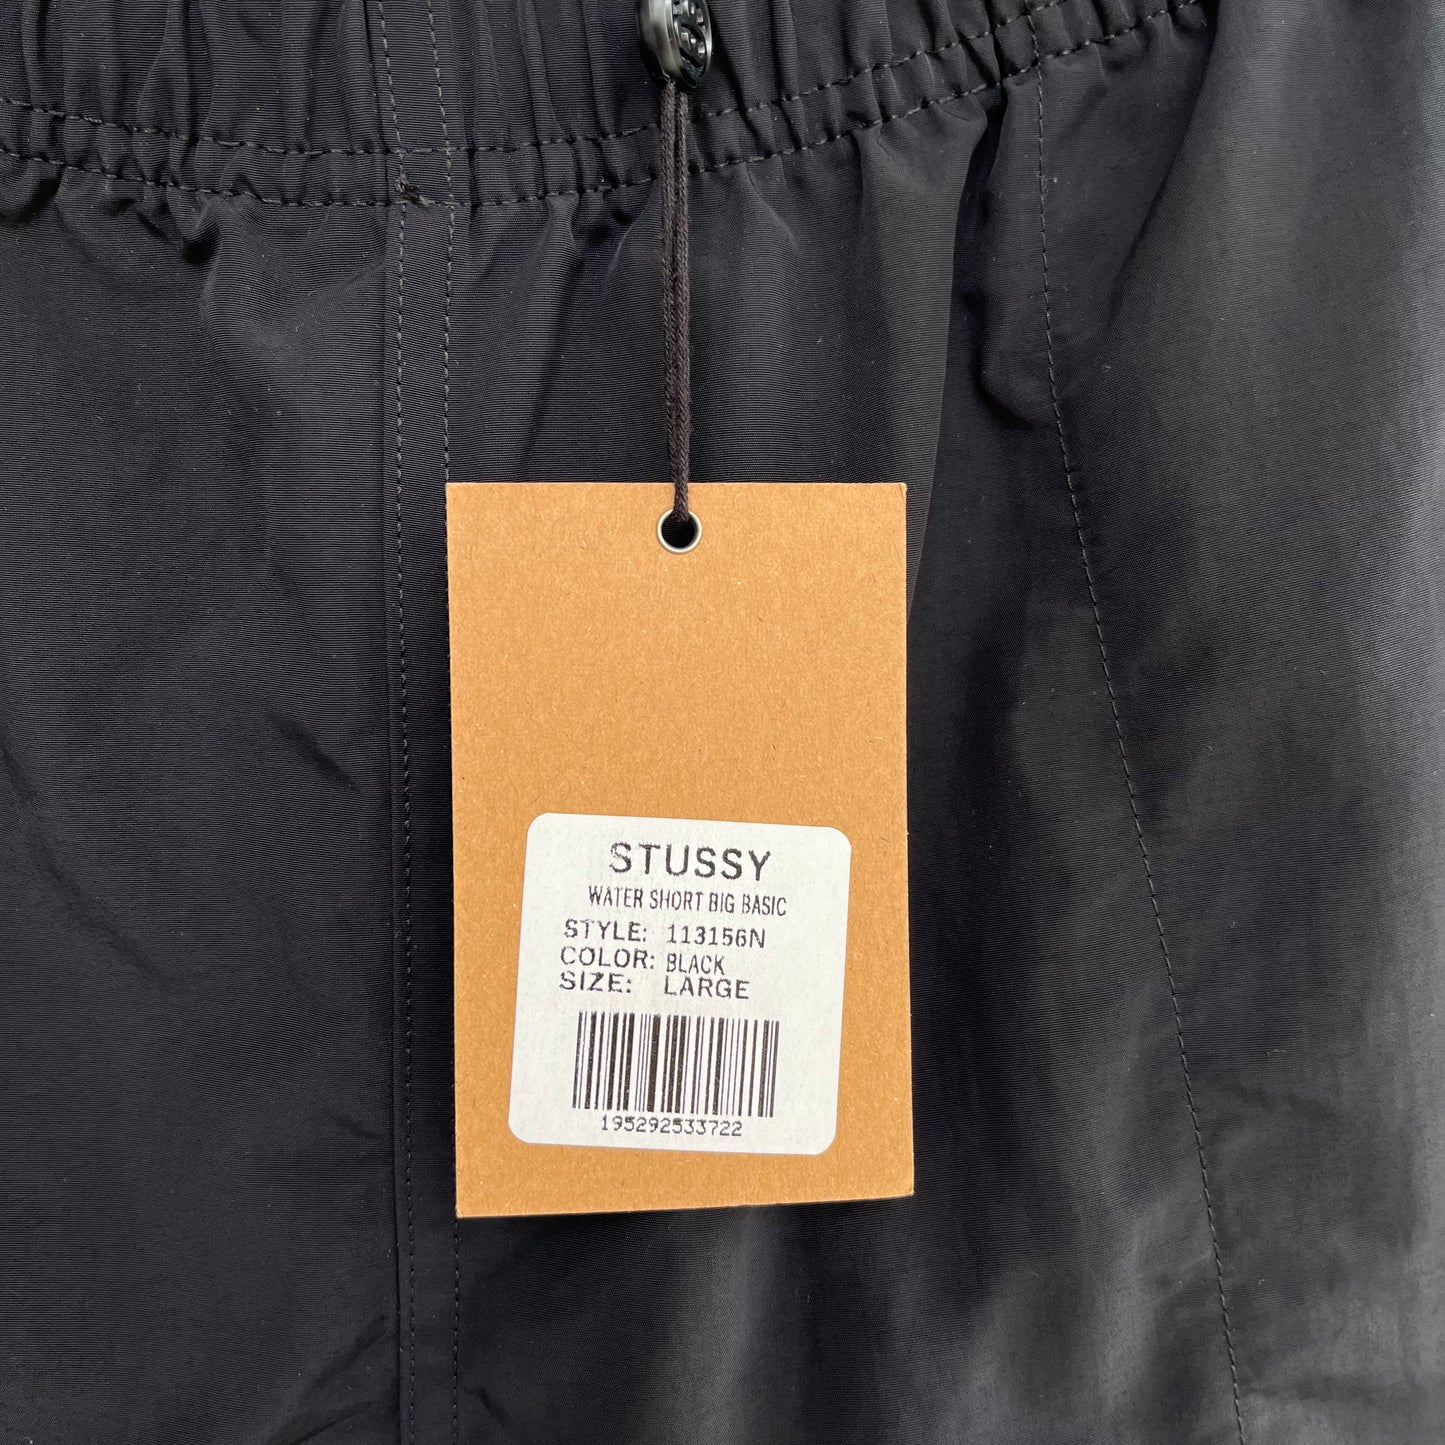 STUSSY
WATER SHORT BIG BASIC
STYLE: 113156N
COLOR: BLACK
SIZE: LARGE
195292533722